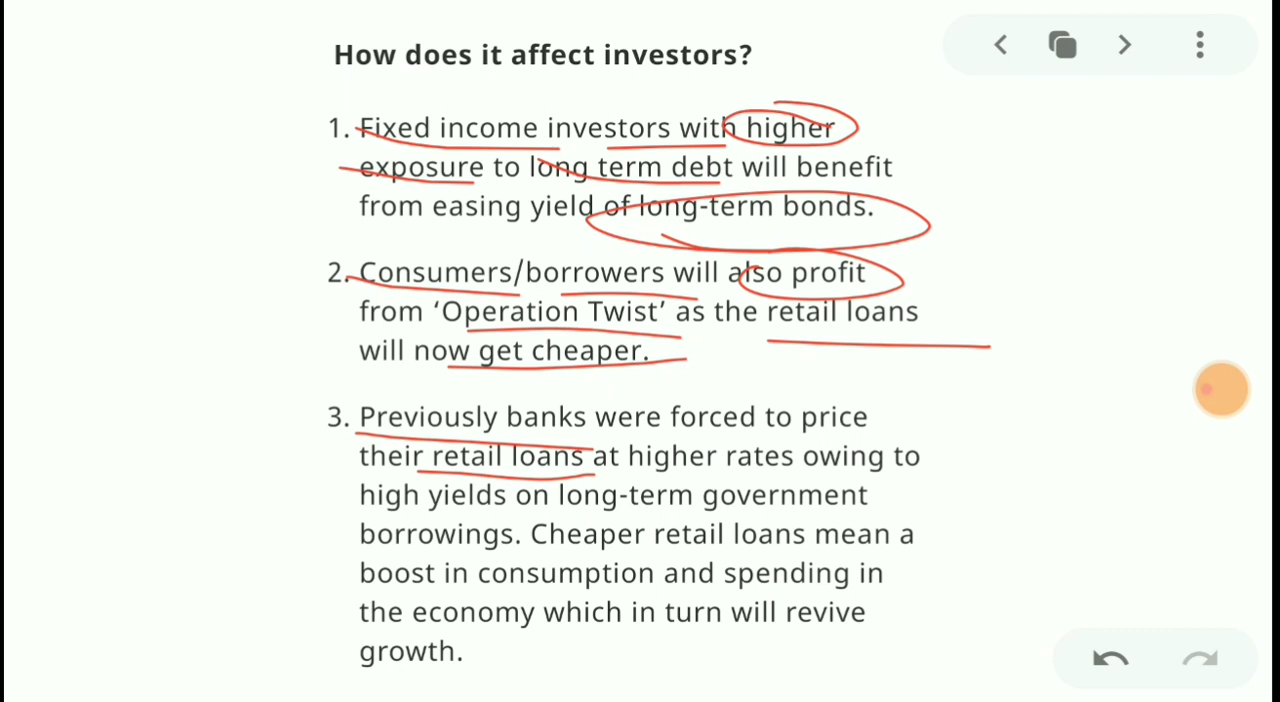 How does it affect investors?
1. Fixed income investors with higher
exposure to long term debt will benefit
from easing yield of long-term bonds.
2. Consumers/borrowers will also profit
from ‘Operation Twist’ as the retail loans
will now get cheaper.
3. Previously banks were forced to price
their retail loans at higher rates owing to
high yields on long-term government
borrowings. Cheaper retail loans mean a
boost in consumption and spending in
the economy which in turn will revive
growth.